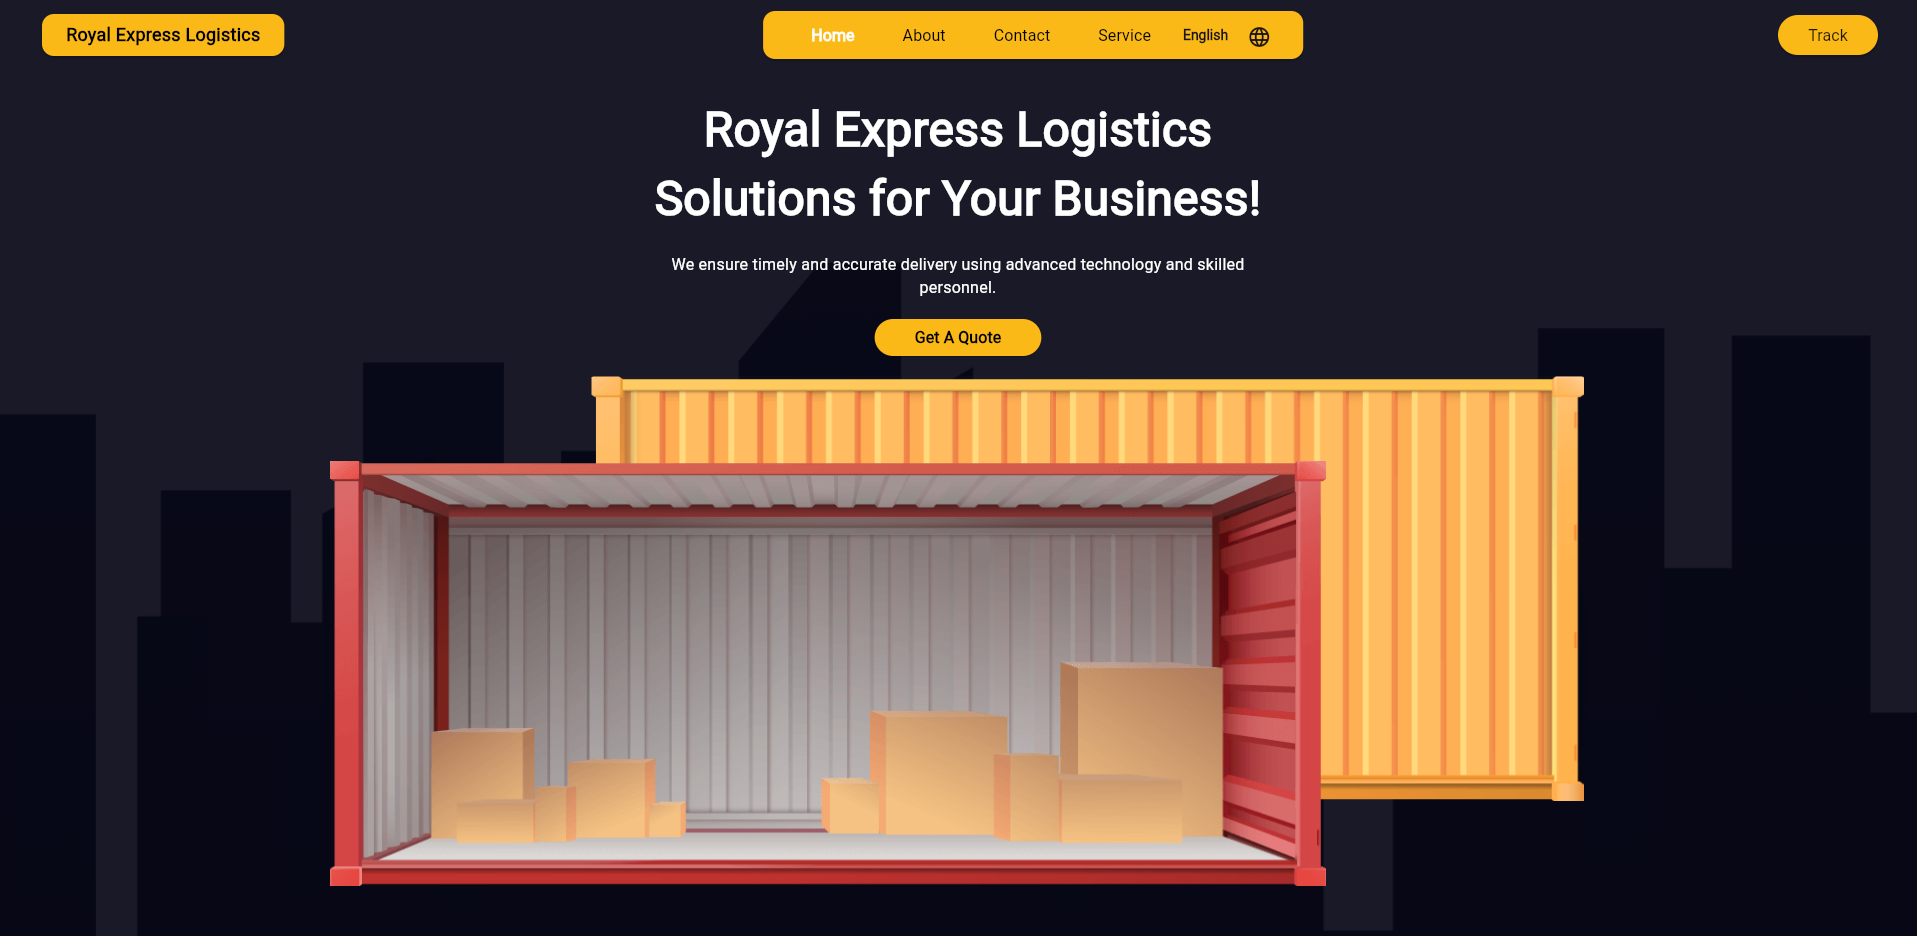 Royal Express Logistics
Home About Contact Service English
Track
Royal Express Logistics
Solutions for Your Business!
We ensure timely and accurate delivery using advanced technology and skilled
personnel.
Get A Quote